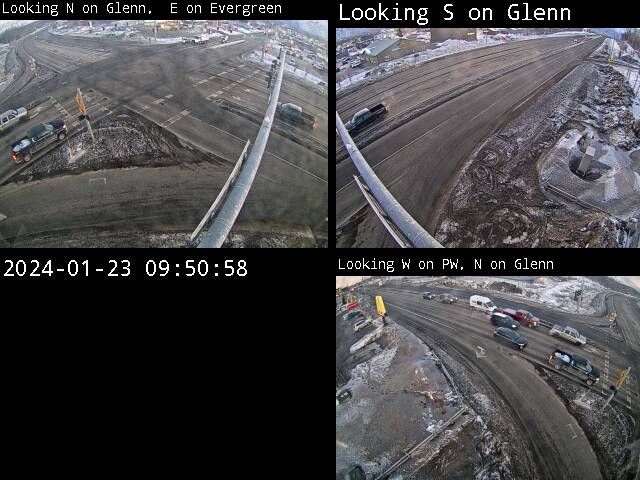 Looking N on Glenn,  E on Evergreen
Looking S on Glenn
2024-01-23 09:50:58
Looking W on PW, N on Glenn